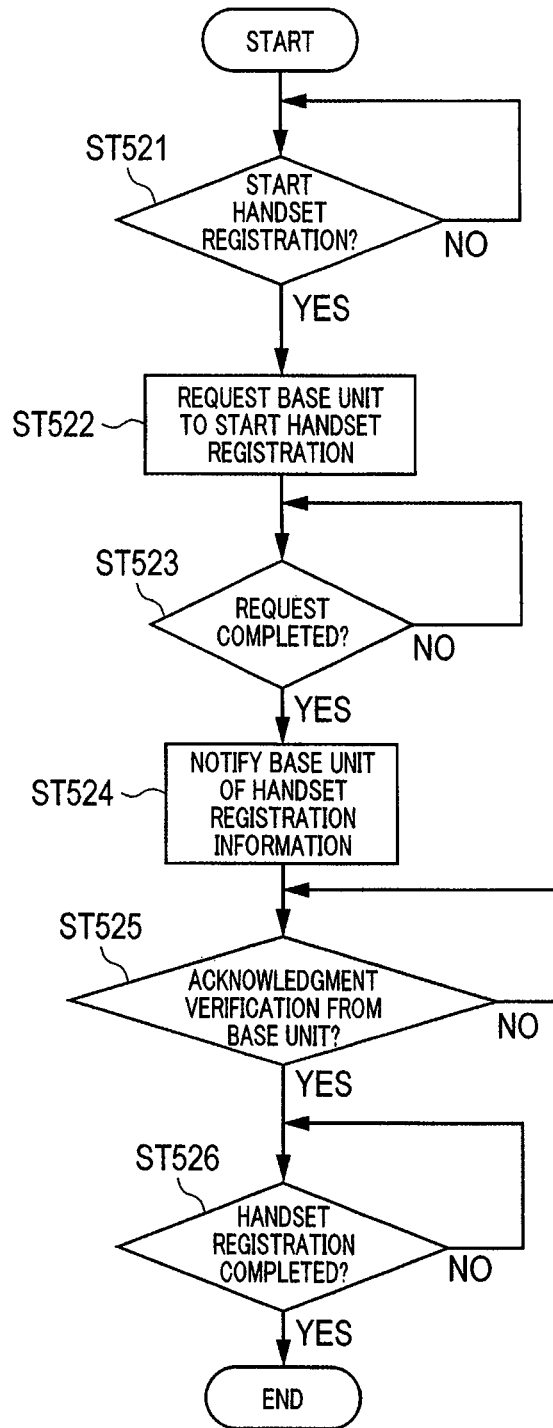 START
ST521
START
HANDSET
REGISTRATION?
NO
YES
ST522
REQUEST BASE UNIT
TO START HANDSET
REGISTRATION
ST523
REQUEST
COMPLETED?
NO
YES
ST524
NOTIFY BASE UNIT
OF HANDSET
REGISTRATION
INFORMATION
ST525
ACKNOWLEDGMENT
VERIFICATION FROM
BASE UNIT?
NO
YES
ST526
HANDSET
REGISTRATION
COMPLETED?
NO
YES
END